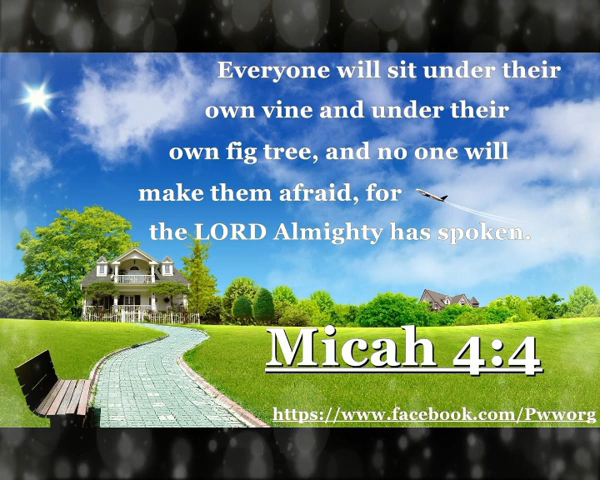 Everyone will sit under their
own vine and under their
own fig tree, and no one will
make them afraid, for
the LORD Almighty has spoken.
Micah 4:4
https://www.facebook.com/Pwworg